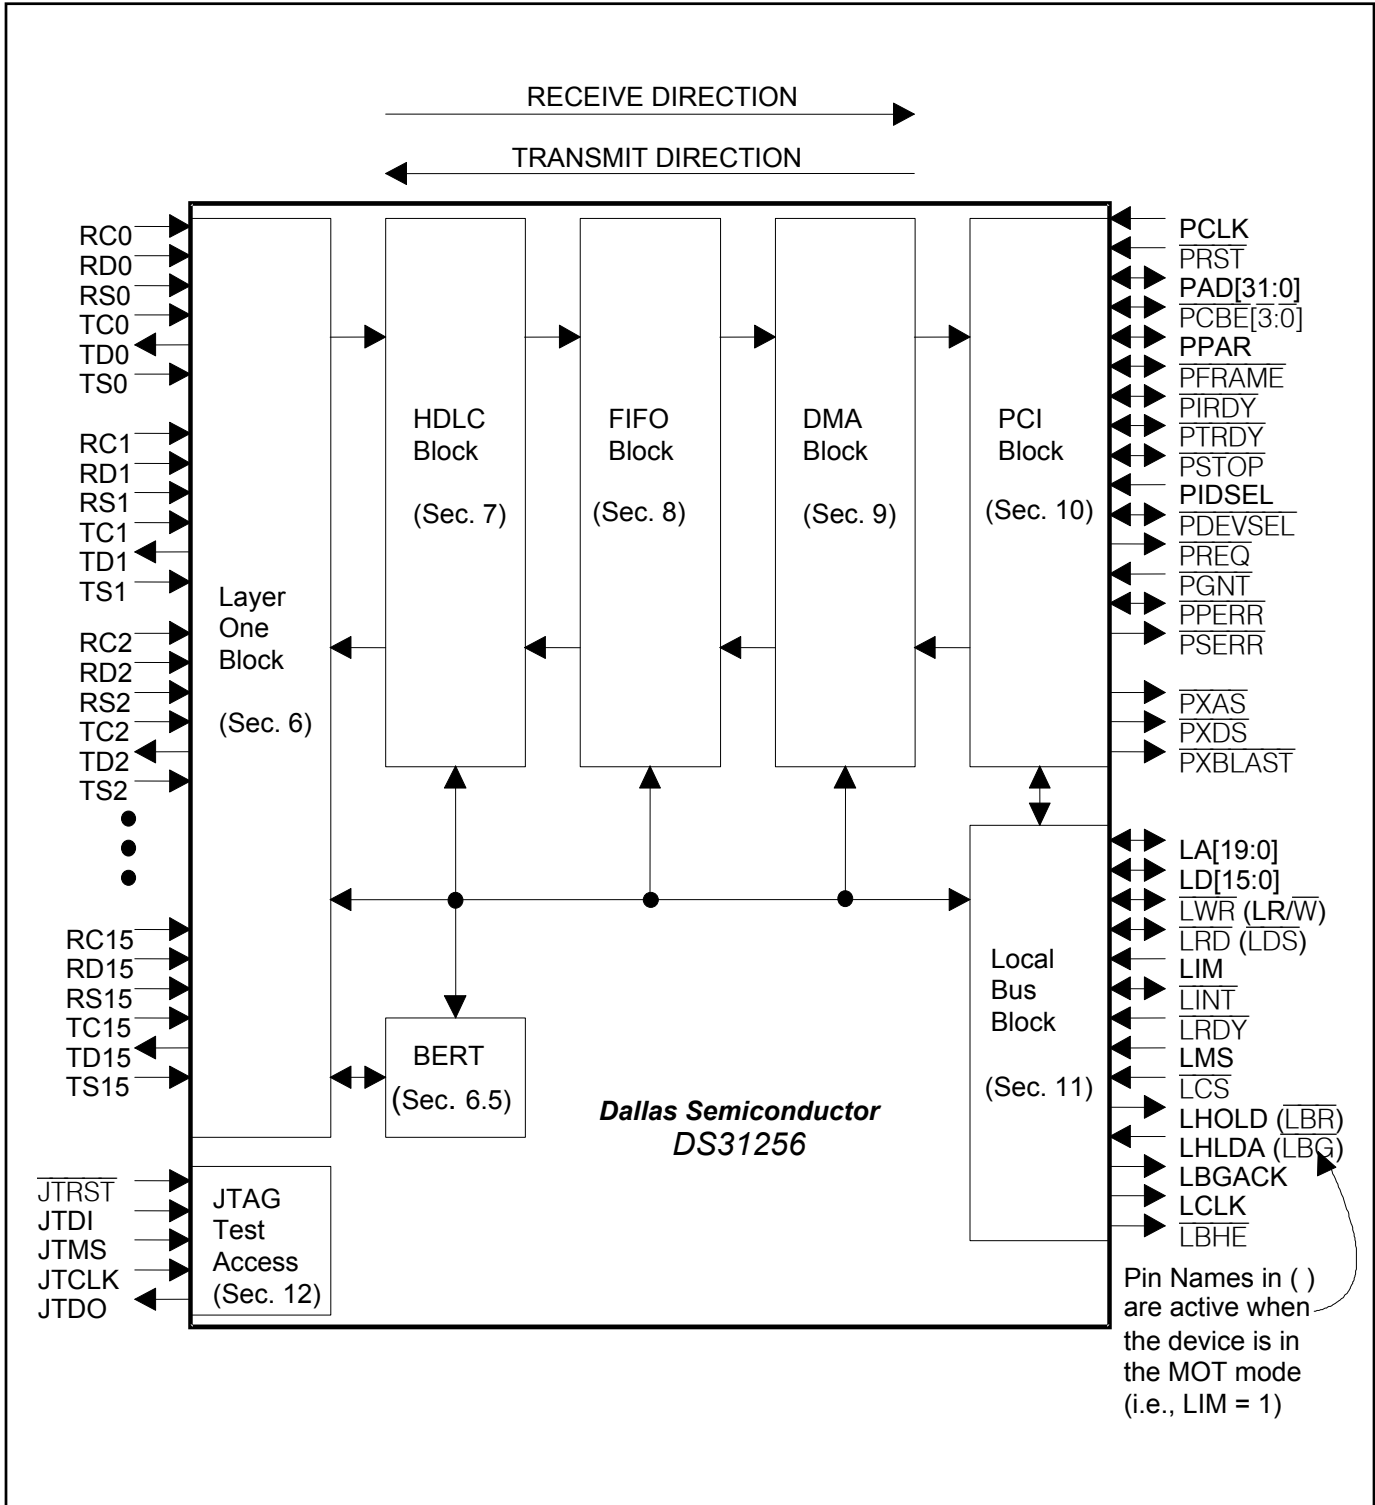 RECEIVE DIRECTION
TRANSMIT DIRECTION
RC0
RD0
RS0
TC0
TD0
TS0
RC1
RD1
RS1
TC1
TD1
TS1
RC2
RD2
RS2
TC2
TD2
TS2
RC15
RD15
RS15
TC15
TD15
TS15
JTRST
JTDI
JTMS
JTCLK
JTDO
Layer
One
Block
(Sec. 6)
HDLC
Block
(Sec. 7)
FIFO
Block
(Sec. 8)
DMA
Block
(Sec. 9)
PCI
Block
(Sec. 10)
BERT
(Sec. 6.5)
Local
Bus
Block
(Sec. 11)
JTAG
Test
Access
(Sec. 12)
Dallas Semiconductor
DS31256
PCLK
PRST
PAD[31:0]
PCBE[3:0]
PPAR
PFRAME
PIRDY
PTRDY
PSTOP
PIDSEL
PDEVSEL
PREQ
PGNT
PPERR
PSERR
PXAS
PXDS
PXBLAST
LA[19:0]
LD[15:0]
LWR (LR/W)
LRD (LDS)
LIM
LINT
LRDY
LMS
LCS
LHOLD (LBR)
LHLDA (LBG)
LBGACK
LCLK
LBHE
Pin Names in ( )
are active when
the device is in
the MOT mode
(i.e., LIM = 1)